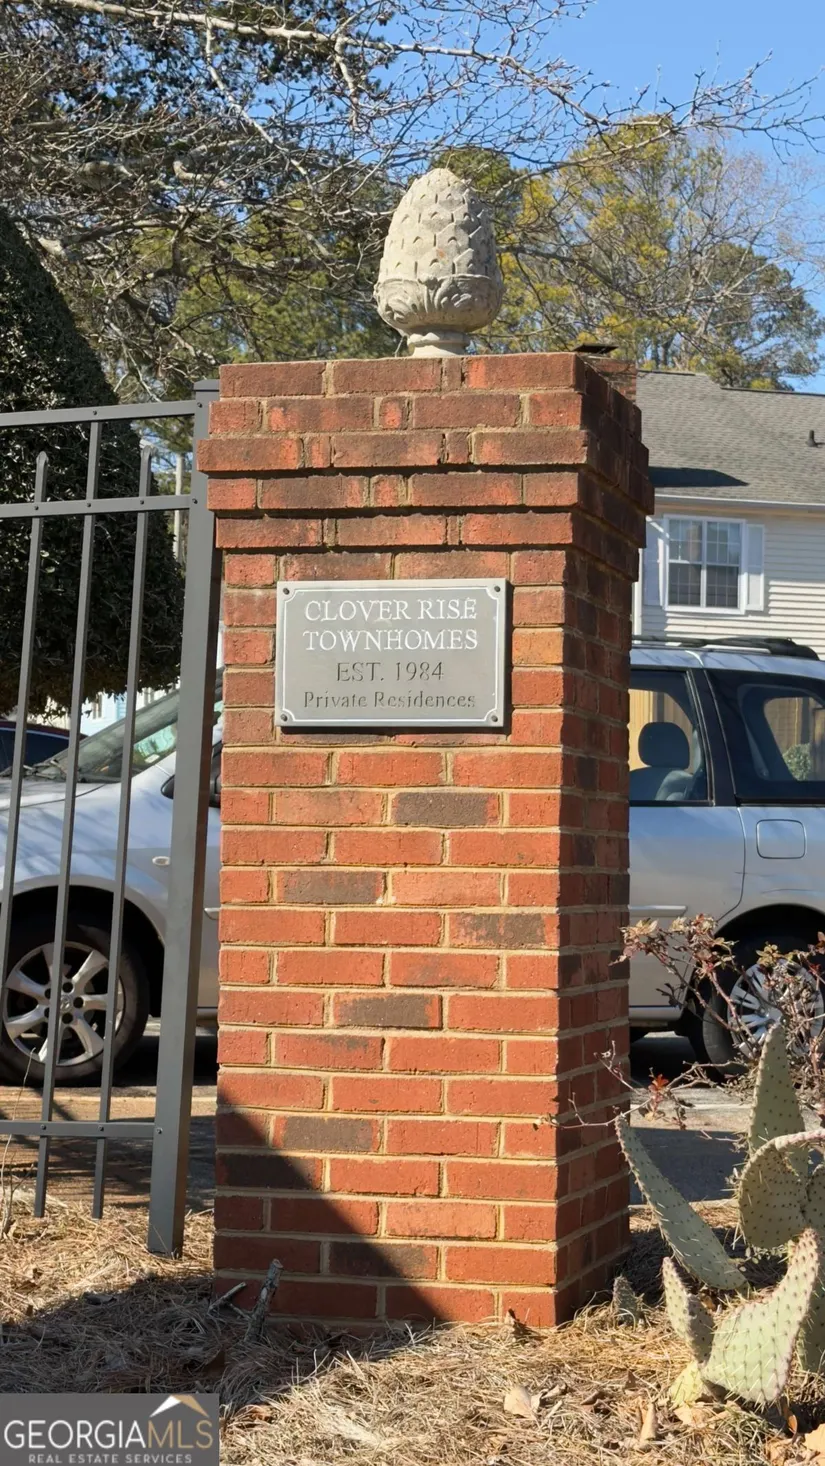 CLOVER RISE
TOWNHOMES
EST. 1984
Private Residences
GEORGIAMLS
REAL ESTATE SERVICES